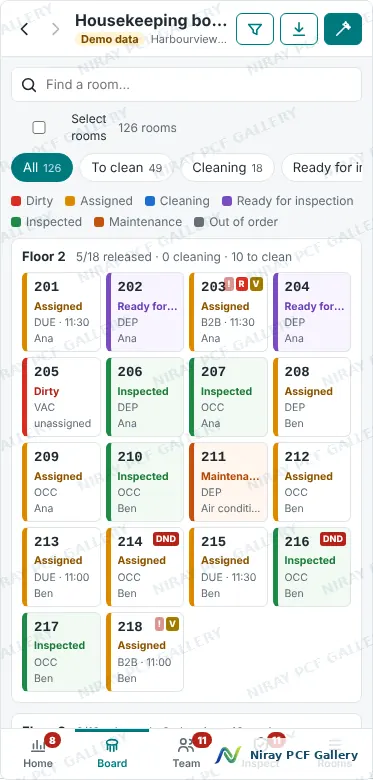 Housekeeping bo...
Demo data Harbourview...
Find a room...
Select rooms 126 rooms
All 126 To clean 49 Cleaning 18 Ready for in
Dirty Assigned Cleaning Ready for inspection
Inspected Maintenance Out of order
Floor 2 5/18 released · 0 cleaning · 10 to clean
201
Assigned
DUE · 11:30
Ana
202
Ready for...
DEP
Ana
203 ! R V
Assigned
B2B · 11:30
Ana
204
Ready for...
DEP
Ana
205
Dirty
VAC
unassigned
206
Inspected
DEP
Ana
207
Inspected
OCC
Ana
208
Assigned
DEP
Ben
209
Assigned
OCC
Ana
210
Inspected
OCC
Ben
211
Maintena...
DEP
Air conditi...
212
Assigned
OCC
Ben
213
Assigned
DUE · 11:00
Ben
214 DND
Assigned
OCC
Ben
215
Assigned
DUE · 11:30
Ben
216 DND
Inspected
OCC
Ben
217
Inspected
OCC
Ben
218 ! V
Assigned
B2B · 11:00
Ben
8 11 11
Home Board Team Inspect Rooms
Niray PCF Gallery
NIRAY PCF GALLERY